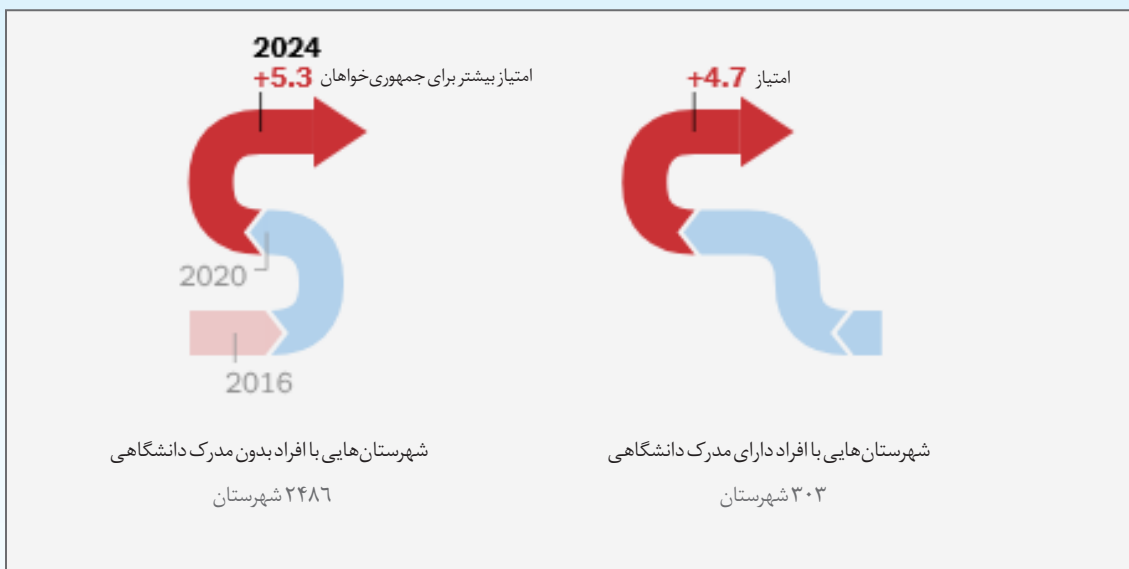 2024
+5.3 امتیاز بیشتر برای جمهوری‌خواهان
+4.7 امتیاز
2020
2016
شهرستان‌هایی با افراد بدون مدرک دانشگاهی
۲۴۸٦ شهرستان
شهرستان‌هایی با افراد دارای مدرک دانشگاهی
۳۰۳ شهرستان